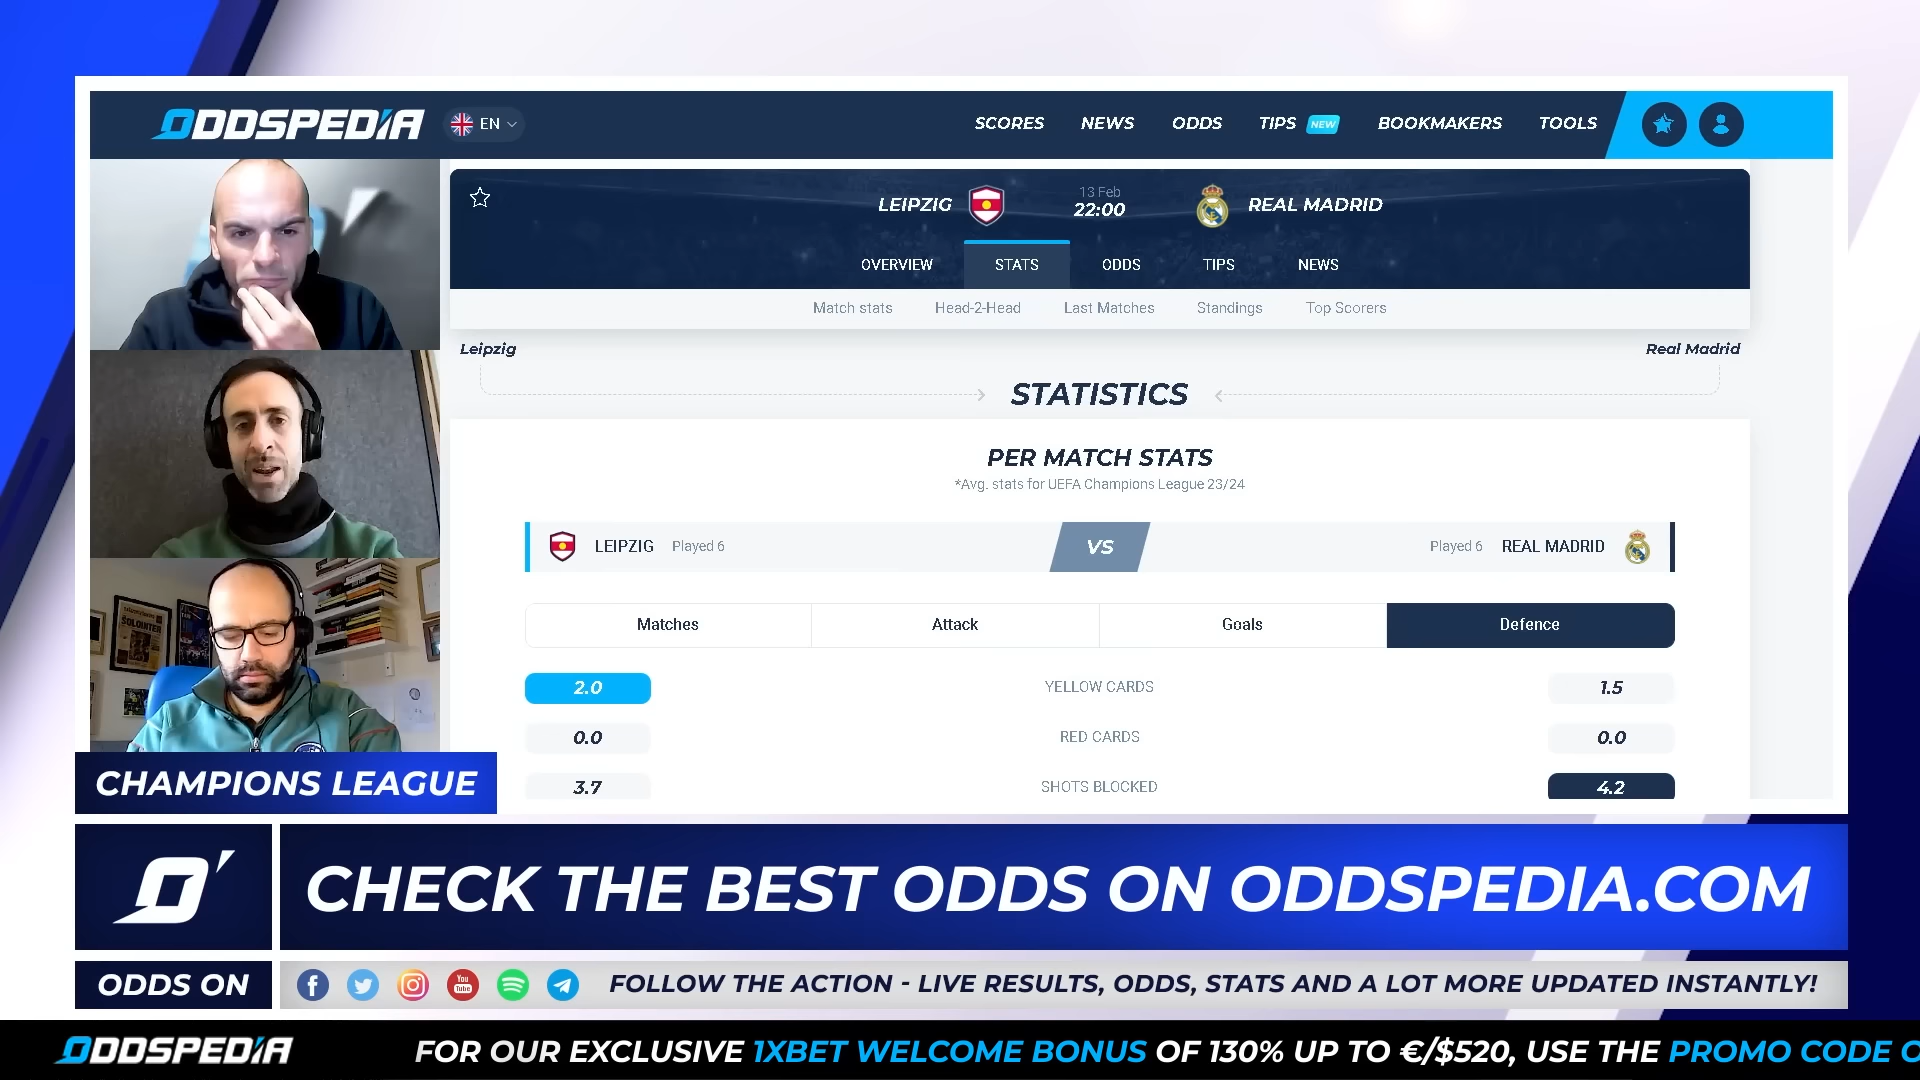 ODDSPEDIA
EN
SCORES NEWS ODDS TIPS NEW BOOKMAKERS TOOLS
LEIPZIG
13 Feb
22:00
REAL MADRID
OVERVIEW STATS ODDS TIPS NEWS
Match stats Head-2-Head Last Matches Standings Top Scorers
Leipzig Real Madrid
STATISTICS
PER MATCH STATS
*Avg. stats for UEFA Champions League 23/24
LEIPZIG Played 6 VS Played 6 REAL MADRID
Matches Attack Goals Defence
2.0 YELLOW CARDS 1.5
0.0 RED CARDS 0.0
3.7 SHOTS BLOCKED 4.2
CHAMPIONS LEAGUE
CHECK THE BEST ODDS ON ODDSPEDIA.COM
ODDS ON
You
Tube
FOLLOW THE ACTION - LIVE RESULTS, ODDS, STATS AND A LOT MORE UPDATED INSTANTLY!
ODDSPEDIA
FOR OUR EXCLUSIVE 1XBET WELCOME BONUS OF 130% UP TO €/$520, USE THE PROMO CODE